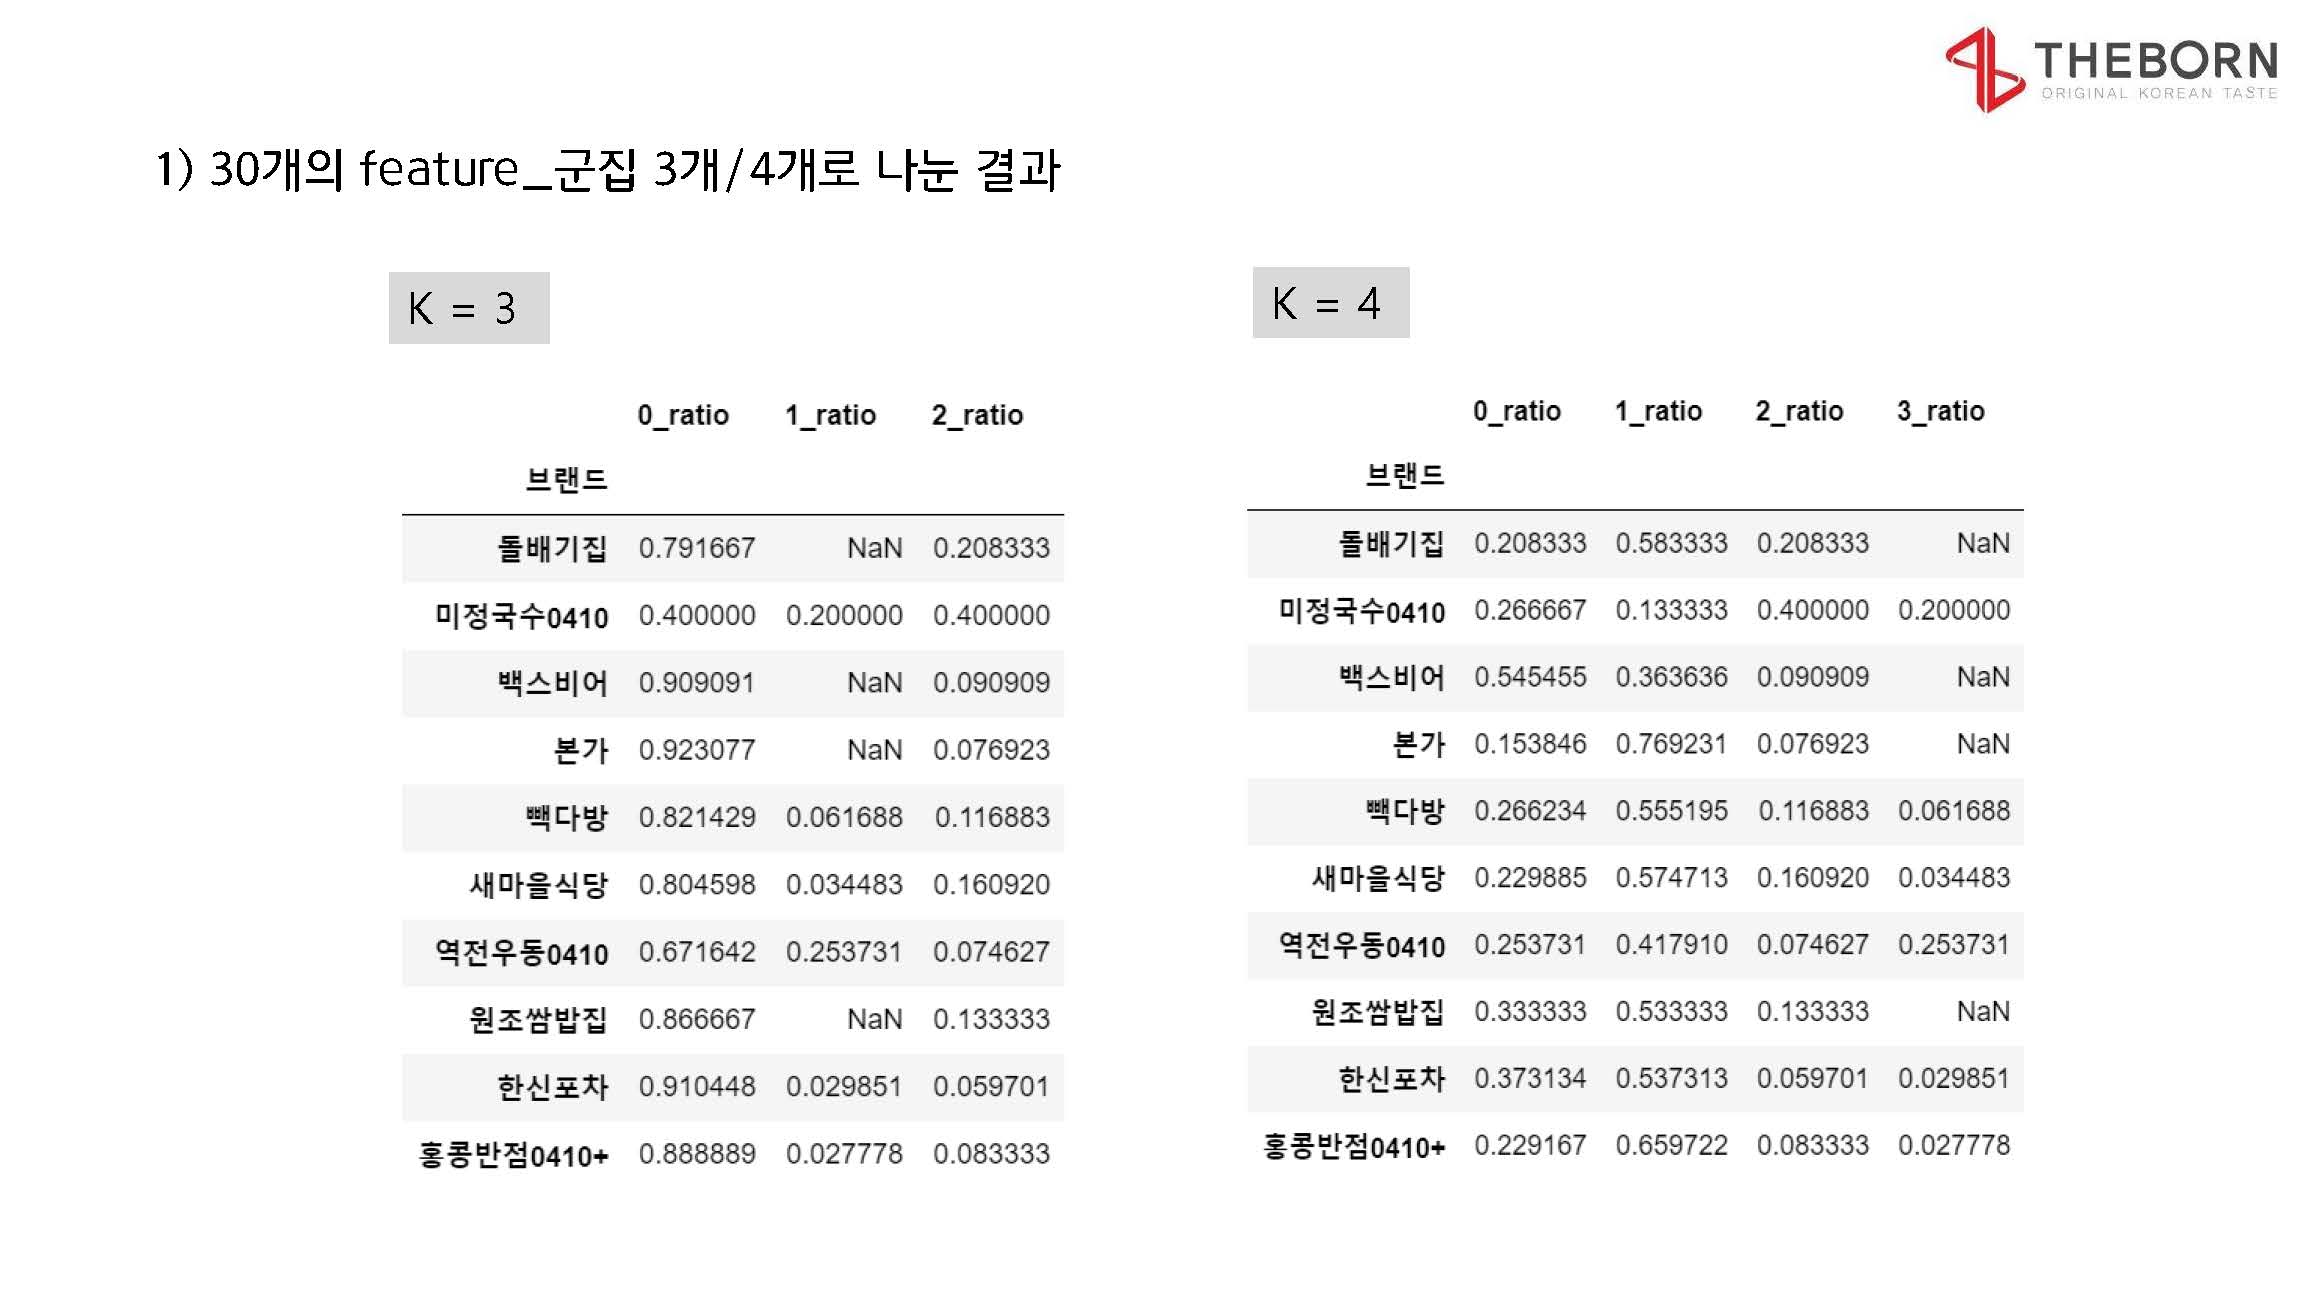 THEBORN
ORIGINAL KOREAN TASTE
1) 30개의 feature_군집 3개/4개로 나눈 결과
K = 3
0_ratio 1_ratio 2_ratio
브랜드
돌배기집 0.791667 NaN 0.208333
미정국수0410 0.400000 0.200000 0.400000
백스비어 0.909091 NaN 0.090909
본가 0.923077 NaN 0.076923
빽다방 0.821429 0.061688 0.116883
새마을식당 0.804598 0.034483 0.160920
역전우동0410 0.671642 0.253731 0.074627
원조쌈밥집 0.866667 NaN 0.133333
한신포차 0.910448 0.029851 0.059701
홍콩반점0410+ 0.888889 0.027778 0.083333
K = 4
0_ratio 1_ratio 2_ratio 3_ratio
브랜드
돌배기집 0.208333 0.583333 0.208333 NaN
미정국수0410 0.266667 0.133333 0.400000 0.200000
백스비어 0.545455 0.363636 0.090909 NaN
본가 0.153846 0.769231 0.076923 NaN
빽다방 0.266234 0.555195 0.116883 0.061688
새마을식당 0.229885 0.574713 0.160920 0.034483
역전우동0410 0.253731 0.417910 0.074627 0.253731
원조쌈밥집 0.333333 0.533333 0.133333 NaN
한신포차 0.373134 0.537313 0.059701 0.029851
홍콩반점0410+ 0.229167 0.659722 0.083333 0.027778